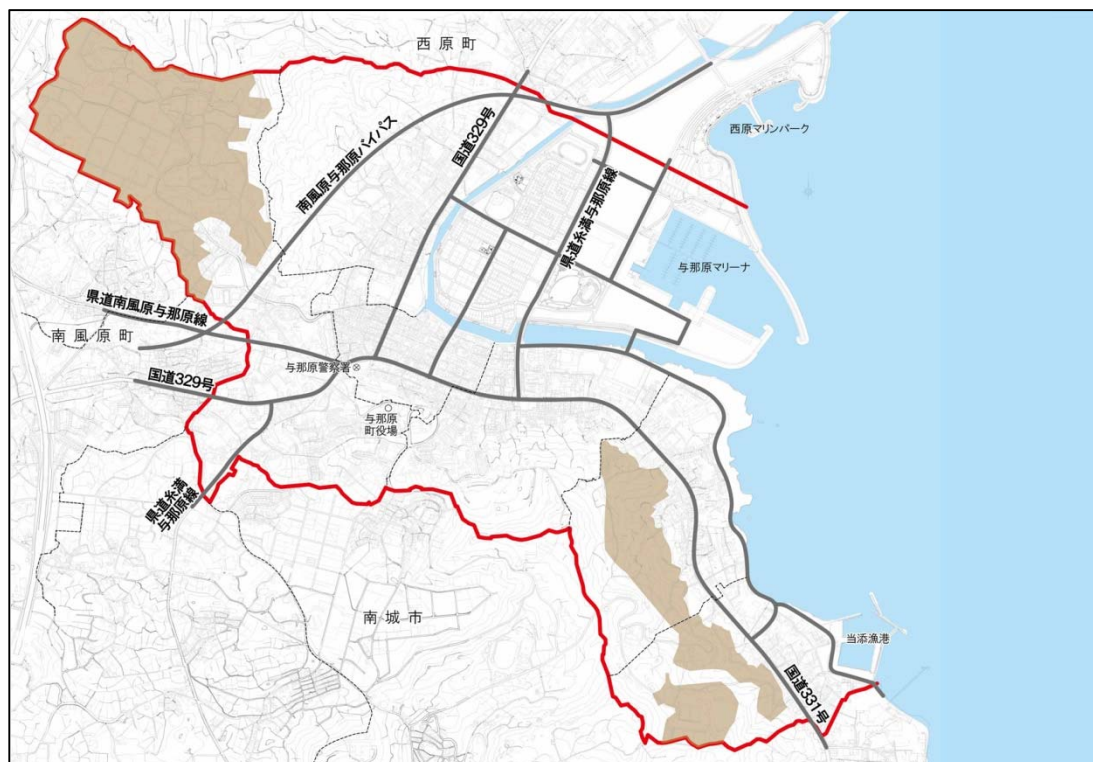 西原町
国道329号
南風原与那原バイパス
西原マリンパーク
県道糸満与那原線
与那原マリーナ
県道南風原与那原線
南風原町
与那原警察署
国道329号
与那原
町役場
県道糸満
与那原線
南城市
当添漁港
国道331号